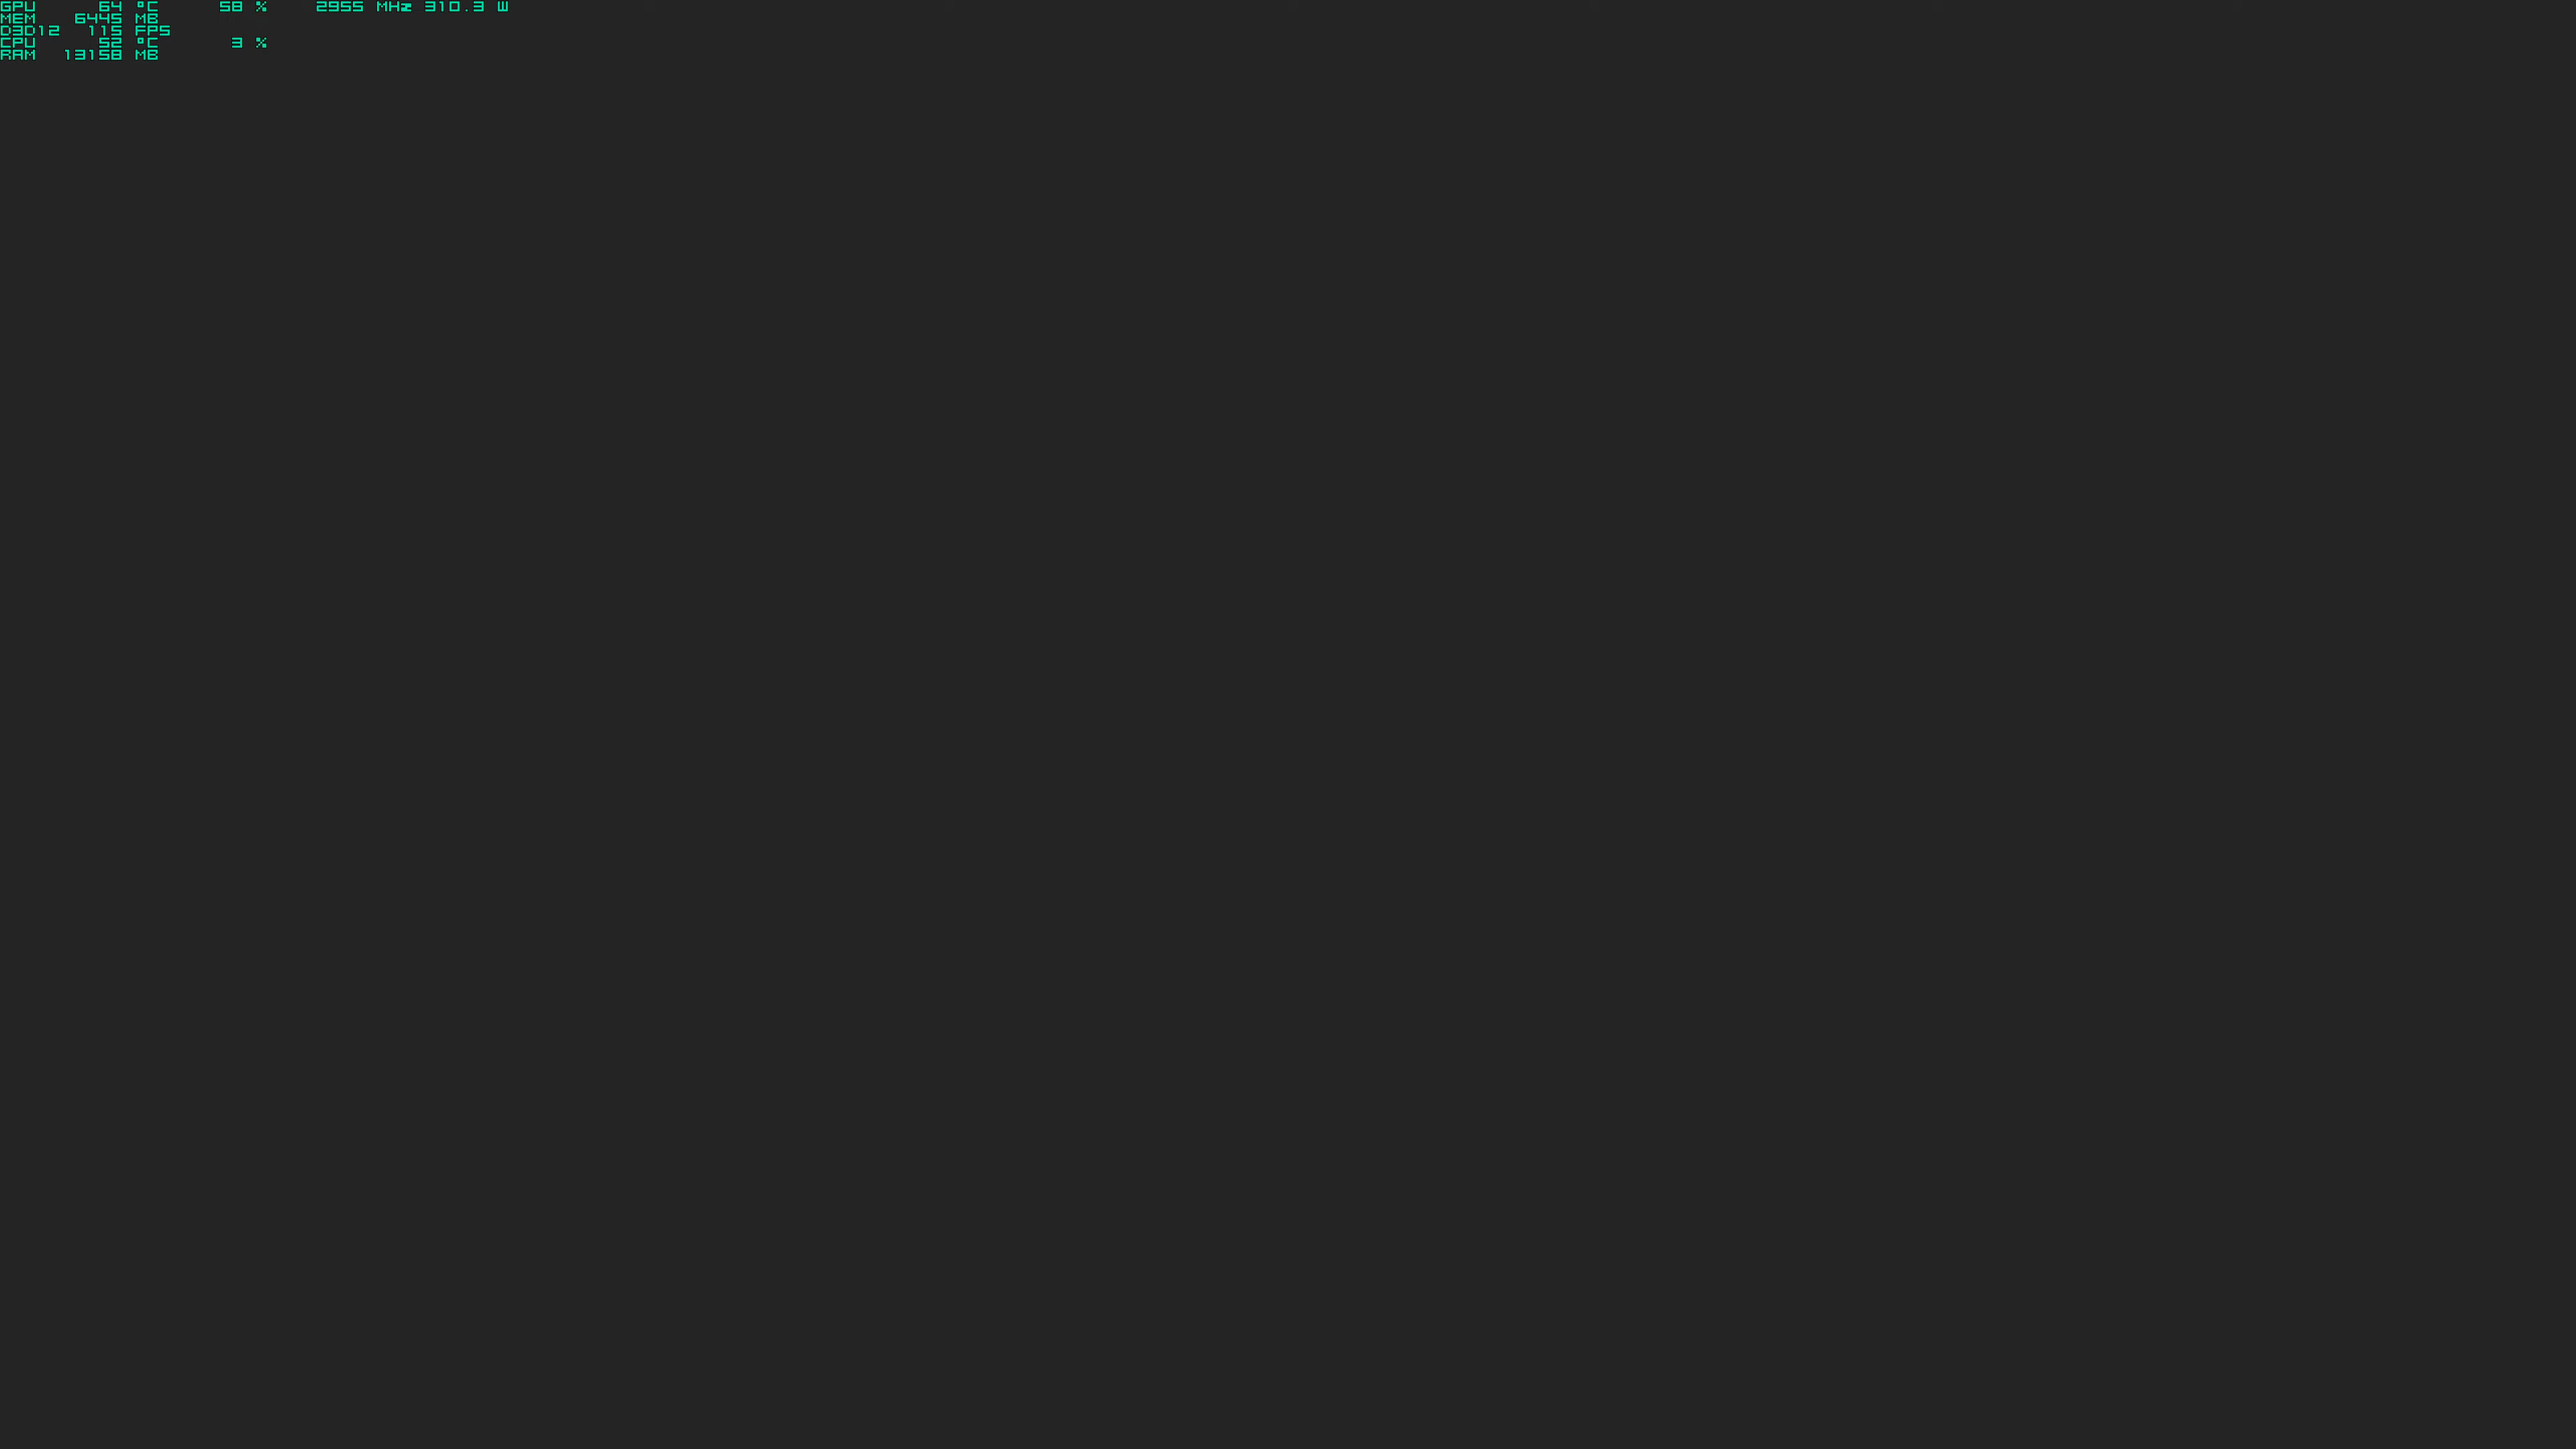 GPU 64 °C 58 % 2955 MHz 310.3 W
MEM 6445 MB
D3D12 115 FPS
CPU 52 °C 3 %
RAM 13158 MB